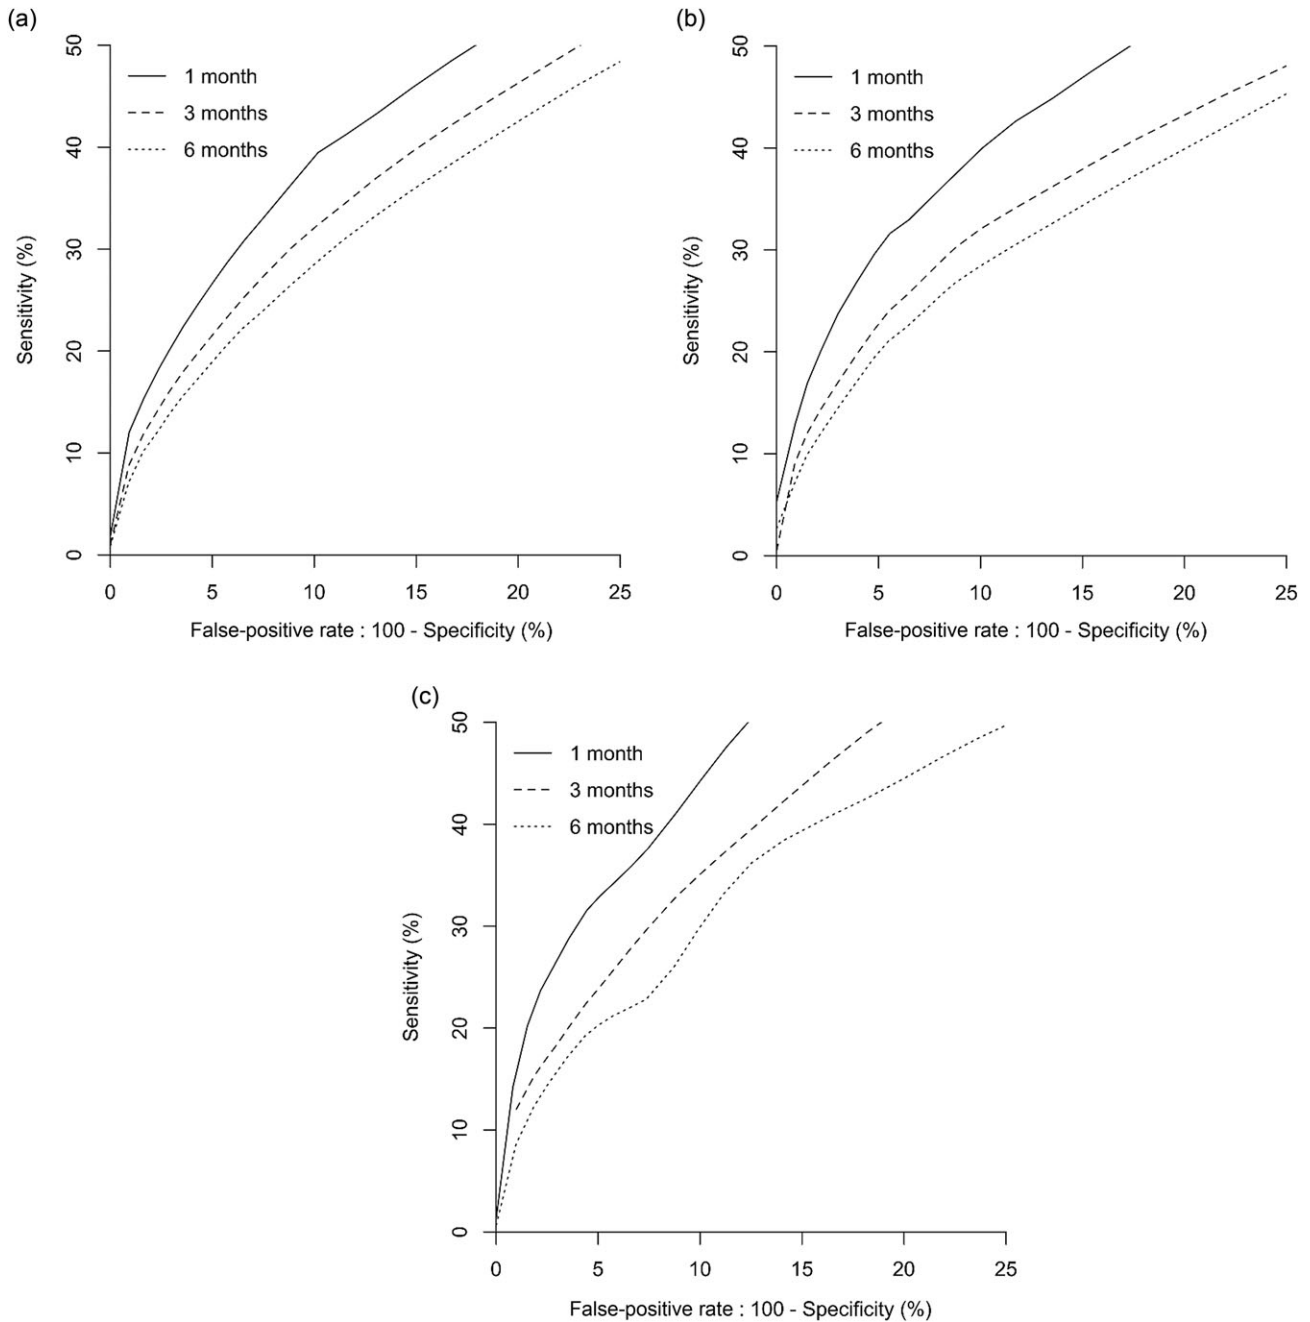 (a)
50
40
30
20
10
0
Sensitivity (%)
1 month
3 months
6 months
0 5 10 15 20 25
False-positive rate : 100 - Specificity (%)
(b)
50
40
30
20
10
0
Sensitivity (%)
1 month
3 months
6 months
0 5 10 15 20 25
False-positive rate : 100 - Specificity (%)
(c)
50
40
30
20
10
0
Sensitivity (%)
1 month
3 months
6 months
0 5 10 15 20 25
False-positive rate : 100 - Specificity (%)